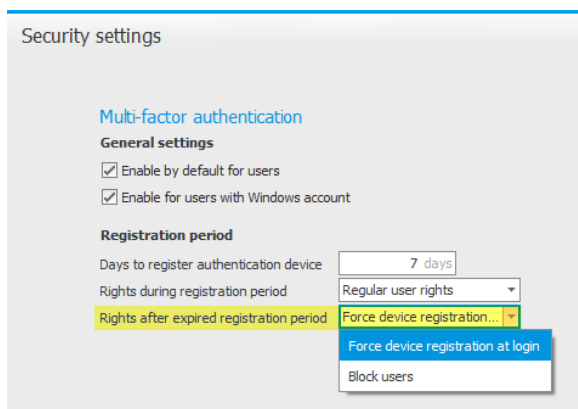 Security settings
Multi-factor authentication
General settings
Enable by default for users
Enable for users with Windows account
Registration period
Days to register authentication device 7 days
Rights during registration period Regular user rights
Rights after expired registration period Force device registration...
Force device registration at login
Block users